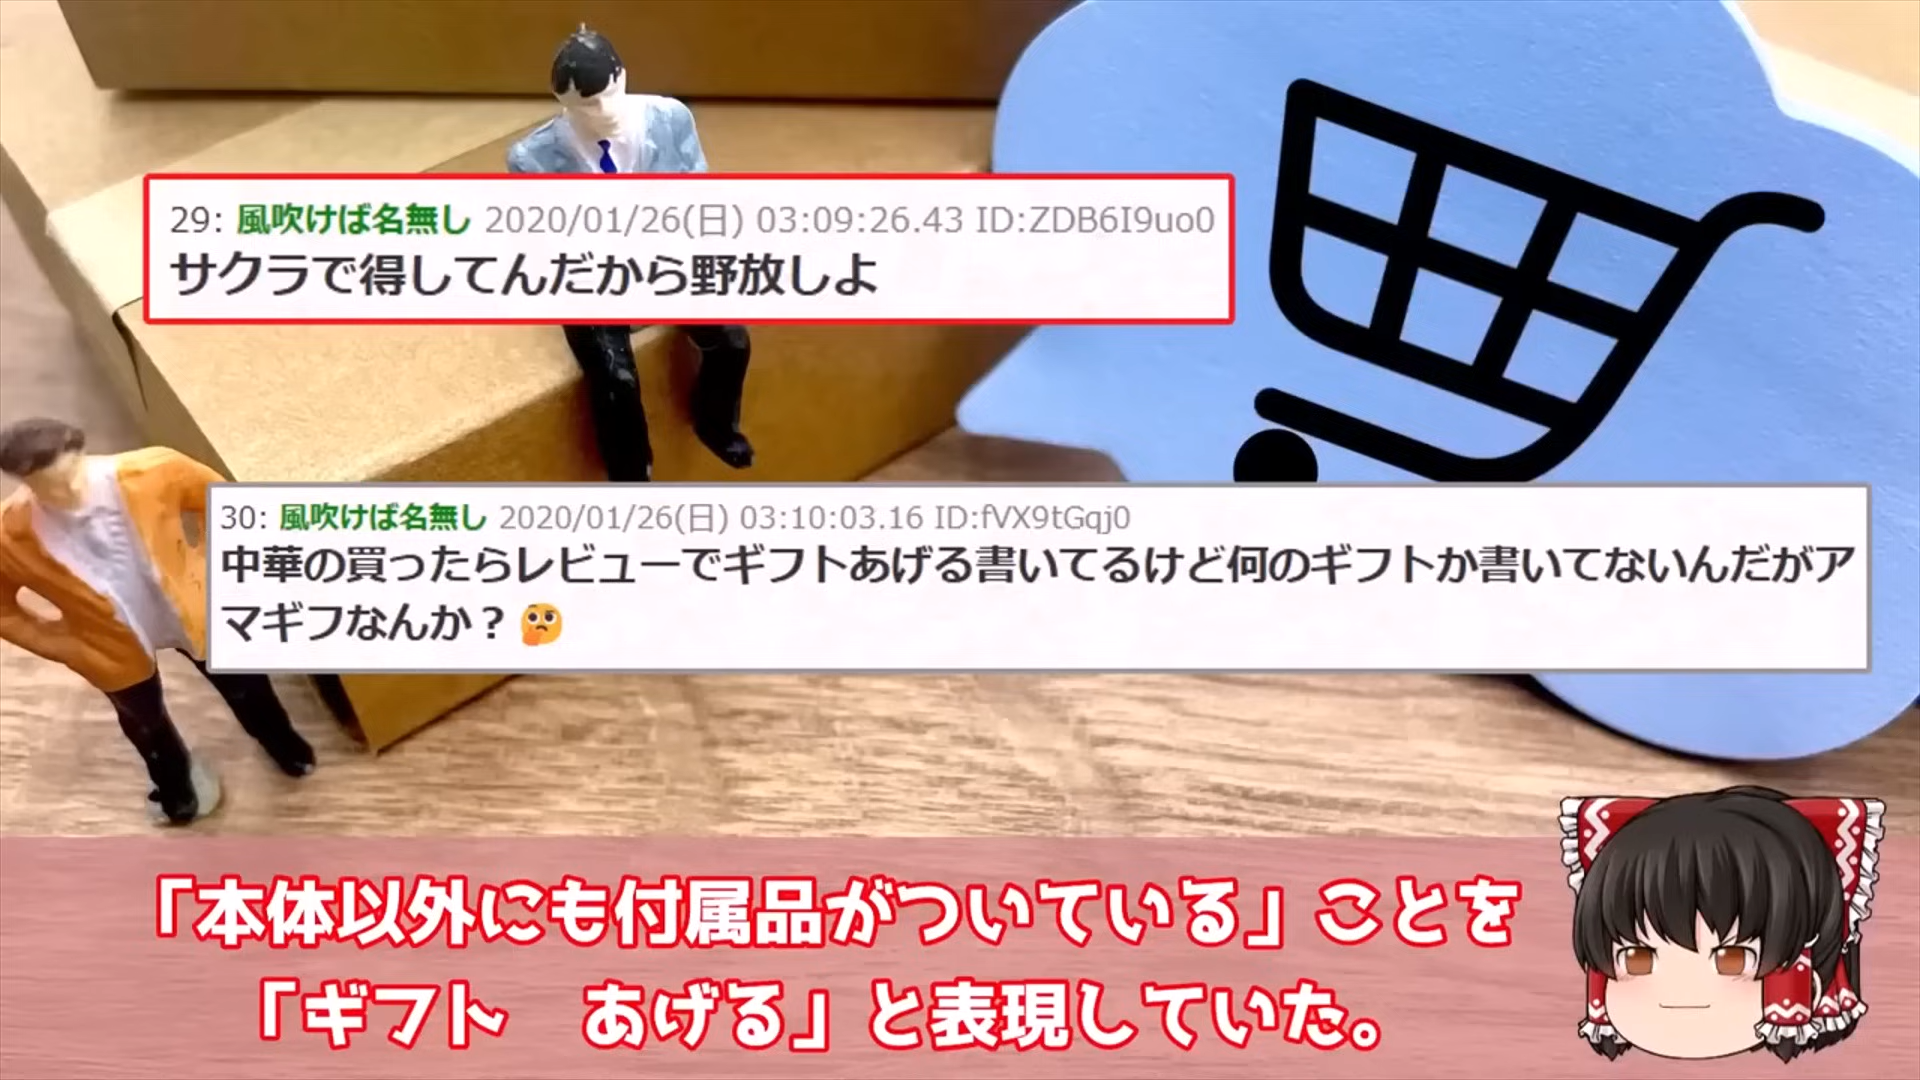 29: 風吹けば名無し 2020/01/26(日) 03:09:26.43 ID:ZDB6I9uo0
サクラで得してんだから野放しよ
30: 風吹けば名無し 2020/01/26(日) 03:10:03.16 ID:fVX9tGqj0
中華の買ったらレビューでギフトあげる書いてるけど何のギフトか書いてないんだがア
マギフなんか？🤔
「本体以外にも付属品がついている」ことを
「ギフト　あげる」と表現していた。